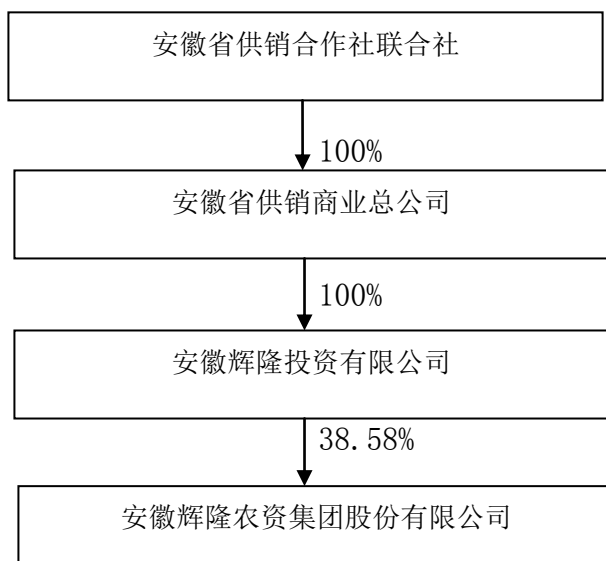 安徽省供销合作社联合社
100%
安徽省供销商业总公司
100%
安徽辉隆投资有限公司
38.58%
安徽辉隆农资集团股份有限公司